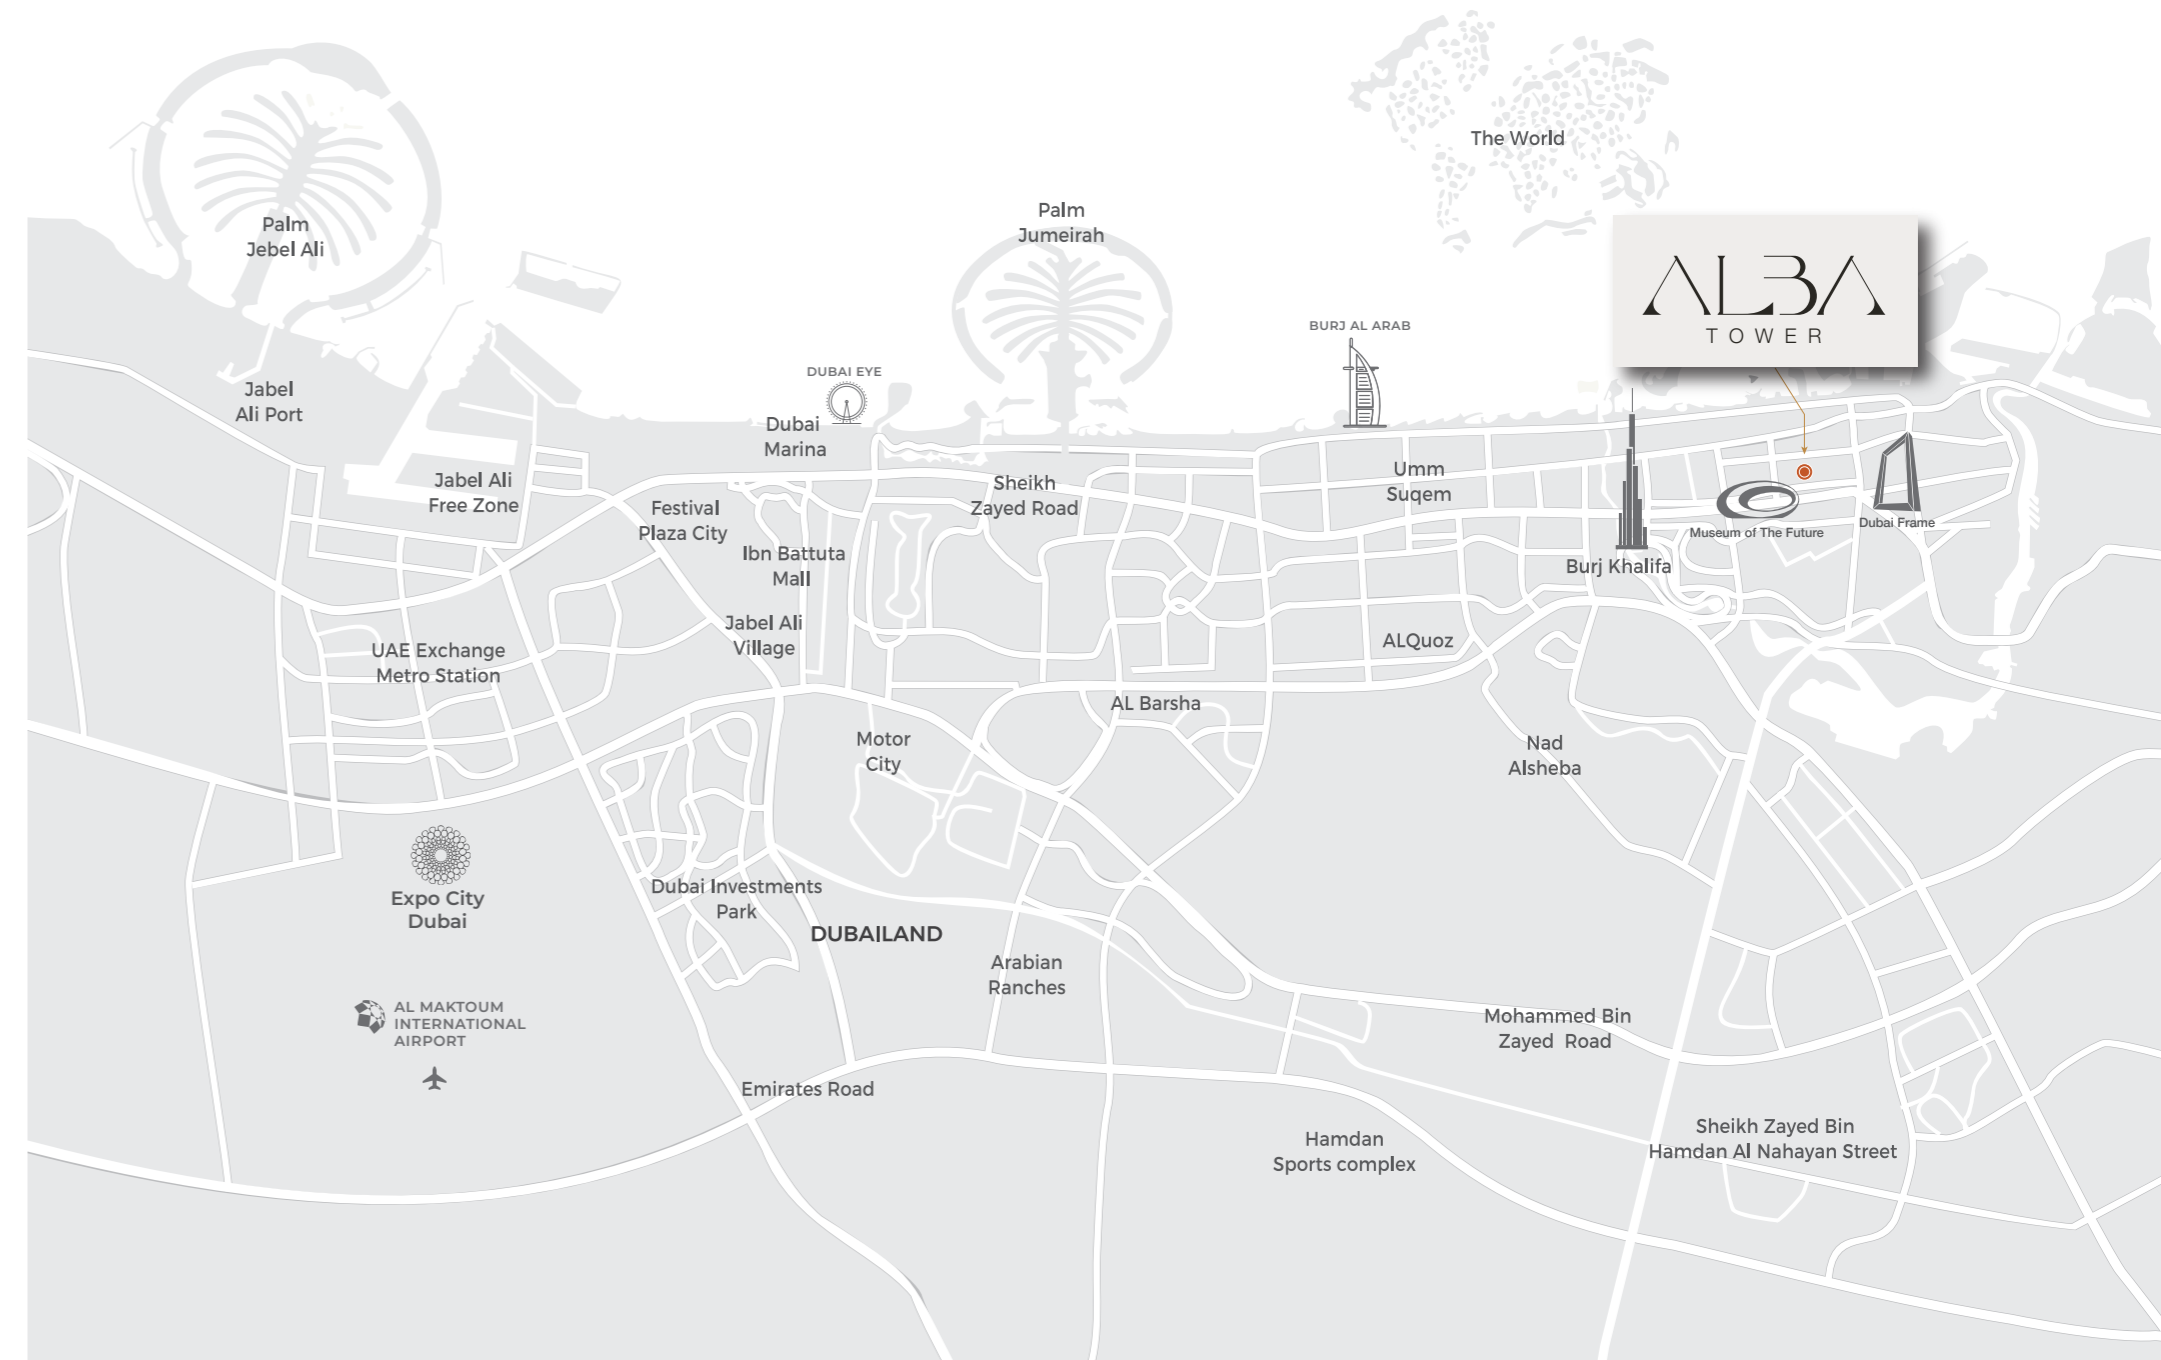 The World
Palm
Jebel Ali
Palm
Jumeirah
ALBA
TOWER
BURJ AL ARAB
DUBAI EYE
Jabel
Ali Port
Dubai
Marina
Jabel Ali
Free Zone
Festival
Plaza City
Sheikh
Zayed Road
Umm
Suqem
Museum of The Future
Dubai Frame
Ibn Battuta
Mall
Burj Khalifa
Jabel Ali
Village
UAE Exchange
Metro Station
ALQuoz
AL Barsha
Motor
City
Nad
Alsheba
Expo City
Dubai
Dubai Investments
Park
DUBAILAND
Arabian
Ranches
AL MAKTOUM
INTERNATIONAL
AIRPORT
Mohammed Bin
Zayed Road
Emirates Road
Hamdan
Sports complex
Sheikh Zayed Bin
Hamdan Al Nahayan Street